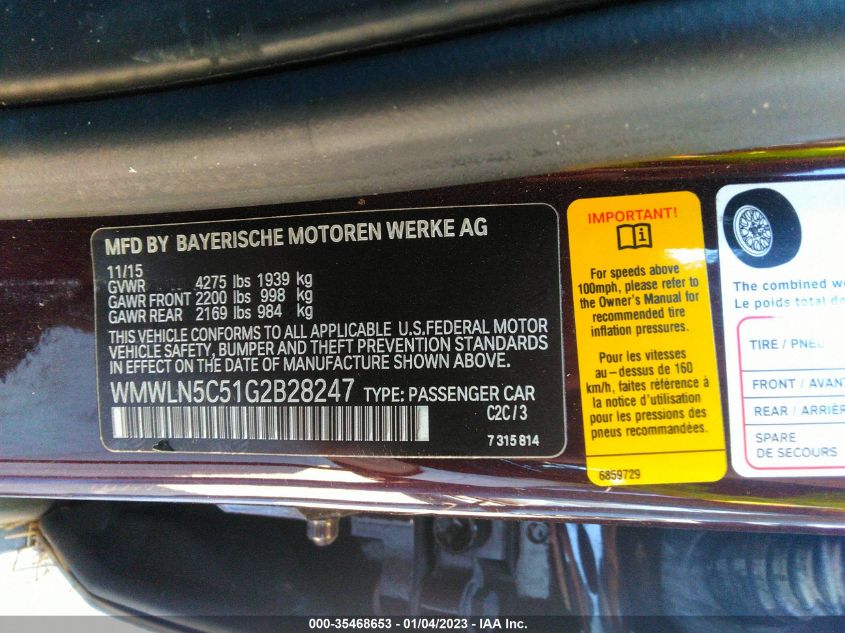 MFD BY BAYERISCHE MOTOREN WERKE AG
11/15
GVWR 4275 lbs 1939 kg
GAWR FRONT 2200 lbs 998 kg
GAWR REAR 2169 lbs 984 kg
THIS VEHICLE CONFORMS TO ALL APPLICABLE U.S.FEDERAL MOTOR
VEHICLE SAFETY, BUMPER AND THEFT PREVENTION STANDARDS
IN EFFECT ON THE DATE OF MANUFACTURE SHOWN ABOVE.
WMWLN5C51G2B28247 TYPE: PASSENGER CAR
C2C / 3
7 315 814
IMPORTANT!
For speeds above
100mph, please refer to
the Owner's Manual for
recommended tire
inflation pressures.
Pour les vitesses
au-dessus de 160
km/h, faites référence à
la notice d'utilisation
pour les pressions des
pneus recommandées.
6859729
The combined
Le poids total
TIRE /
FRONT /
REAR /
SPARE
DE SECOURS
000-35468653 - 01/04/2023 - IAA Inc.